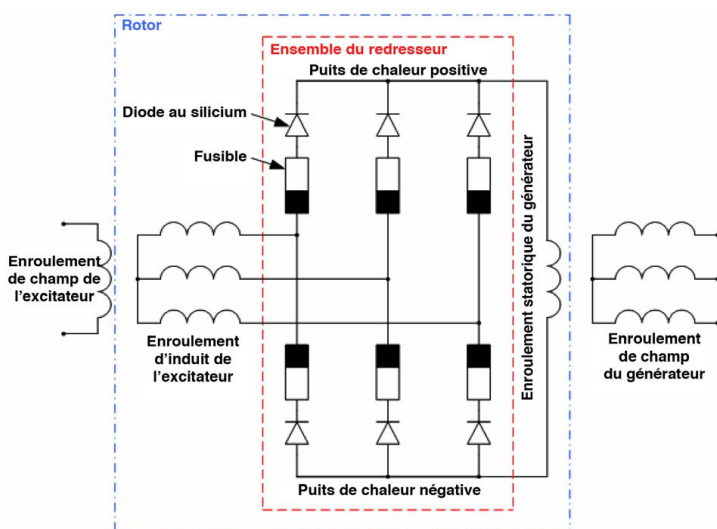 Rotor
Ensemble du redresseur
Puits de chaleur positive
Diode au silicium
Fusible
Enroulement
de champ de
l'excitateur
Enroulement
d'induit de
l'excitateur
Enroulement statorique du générateur
Enroulement
de champ
du générateur
Puits de chaleur négative